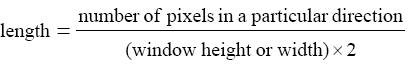 length = number of pixels in a particular direction
(window height or width) × 2